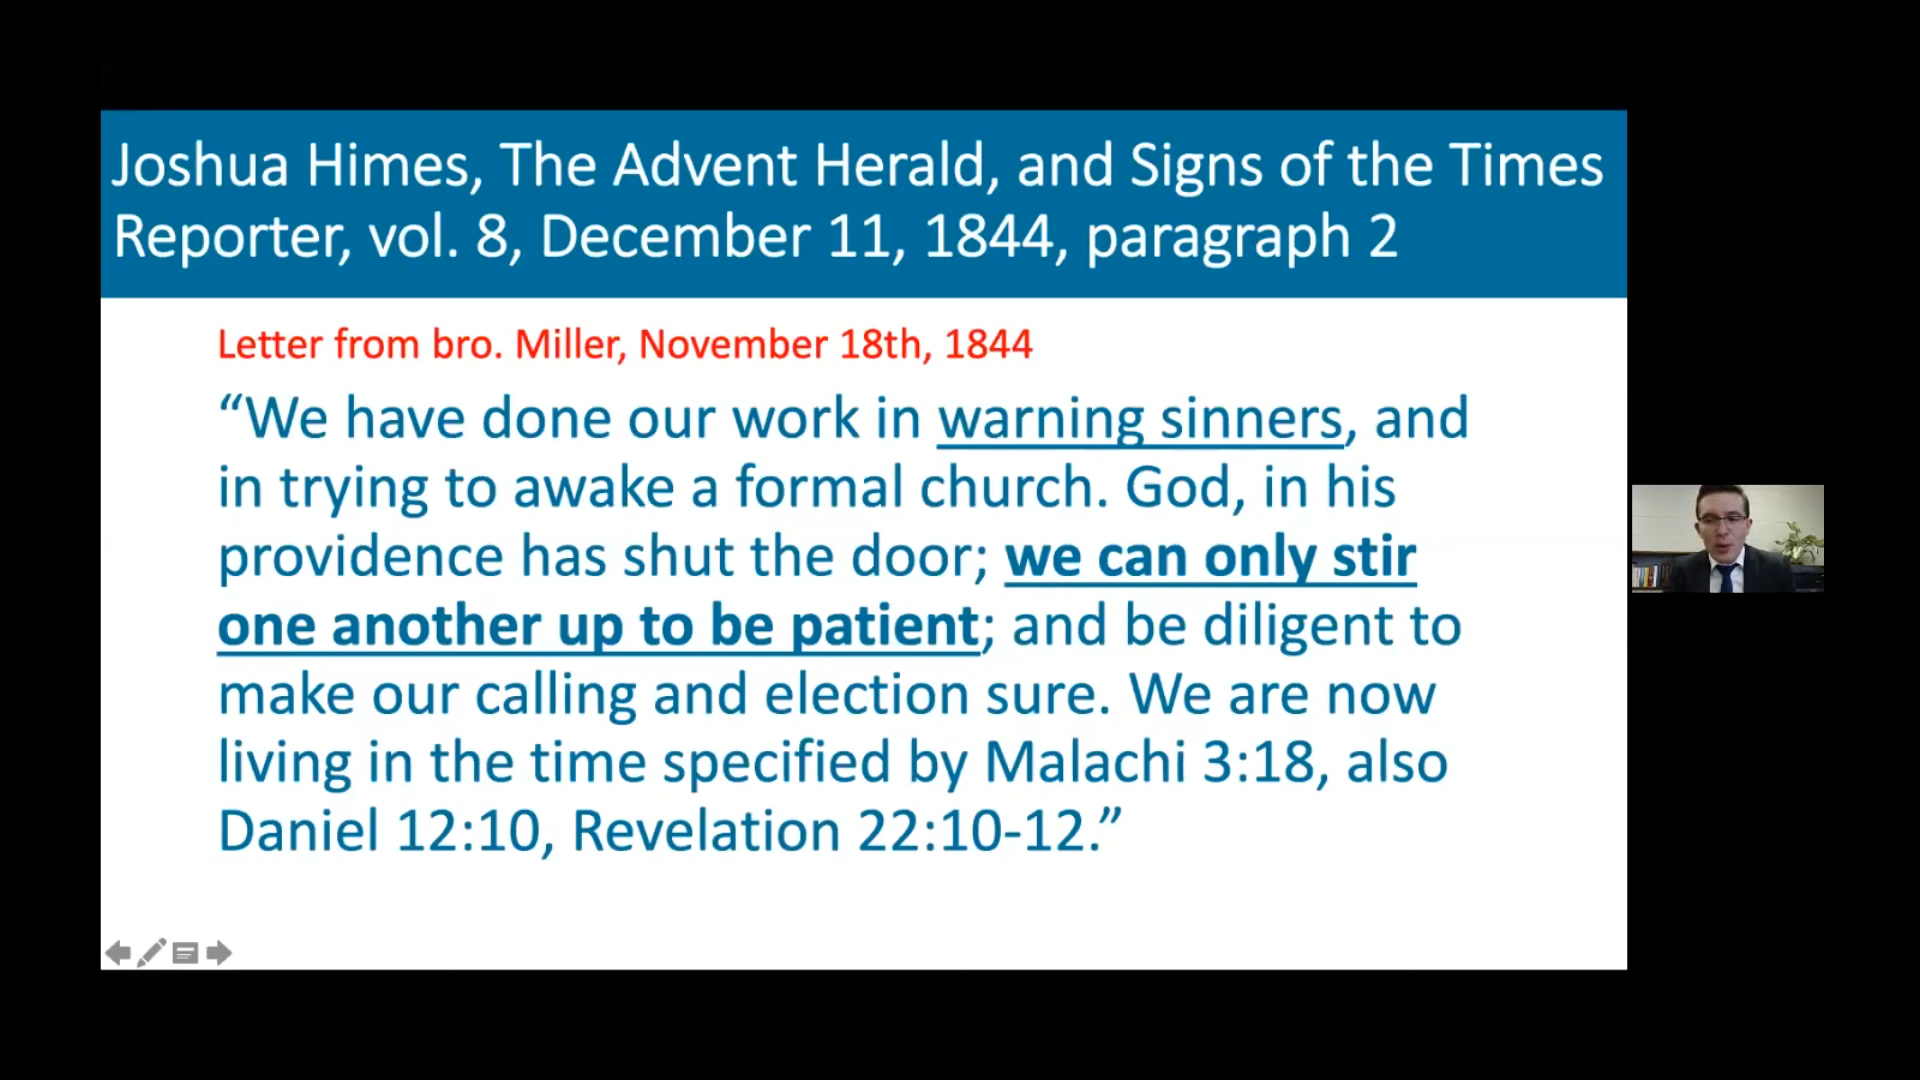 Joshua Himes, The Advent Herald, and Signs of the Times
Reporter, vol. 8, December 11, 1844, paragraph 2
Letter from bro. Miller, November 18th, 1844
“We have done our work in warning sinners, and
in trying to awake a formal church. God, in his
providence has shut the door; we can only stir
one another up to be patient; and be diligent to
make our calling and election sure. We are now
living in the time specified by Malachi 3:18, also
Daniel 12:10, Revelation 22:10-12.”